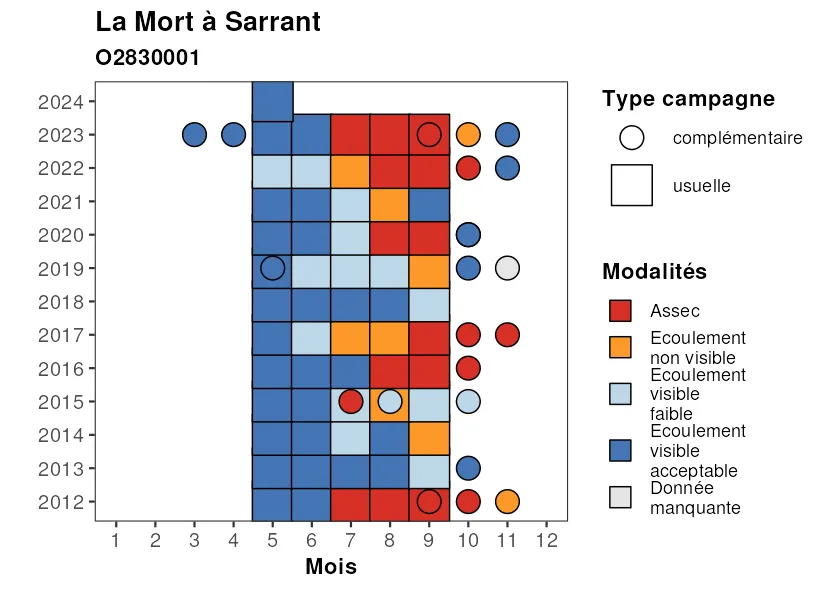 La Mort à Sarrant
O2830001
2024
2023
2022
2021
2020
2019
2018
2017
2016
2015
2014
2013
2012
1 2 3 4 5 6 7 8 9 10 11 12
Mois
Type campagne
complémentaire
usuelle
Modalités
Assec
Ecoulement
non visible
Ecoulement
visible
faible
Ecoulement
visible
acceptable
Donnée
manquante